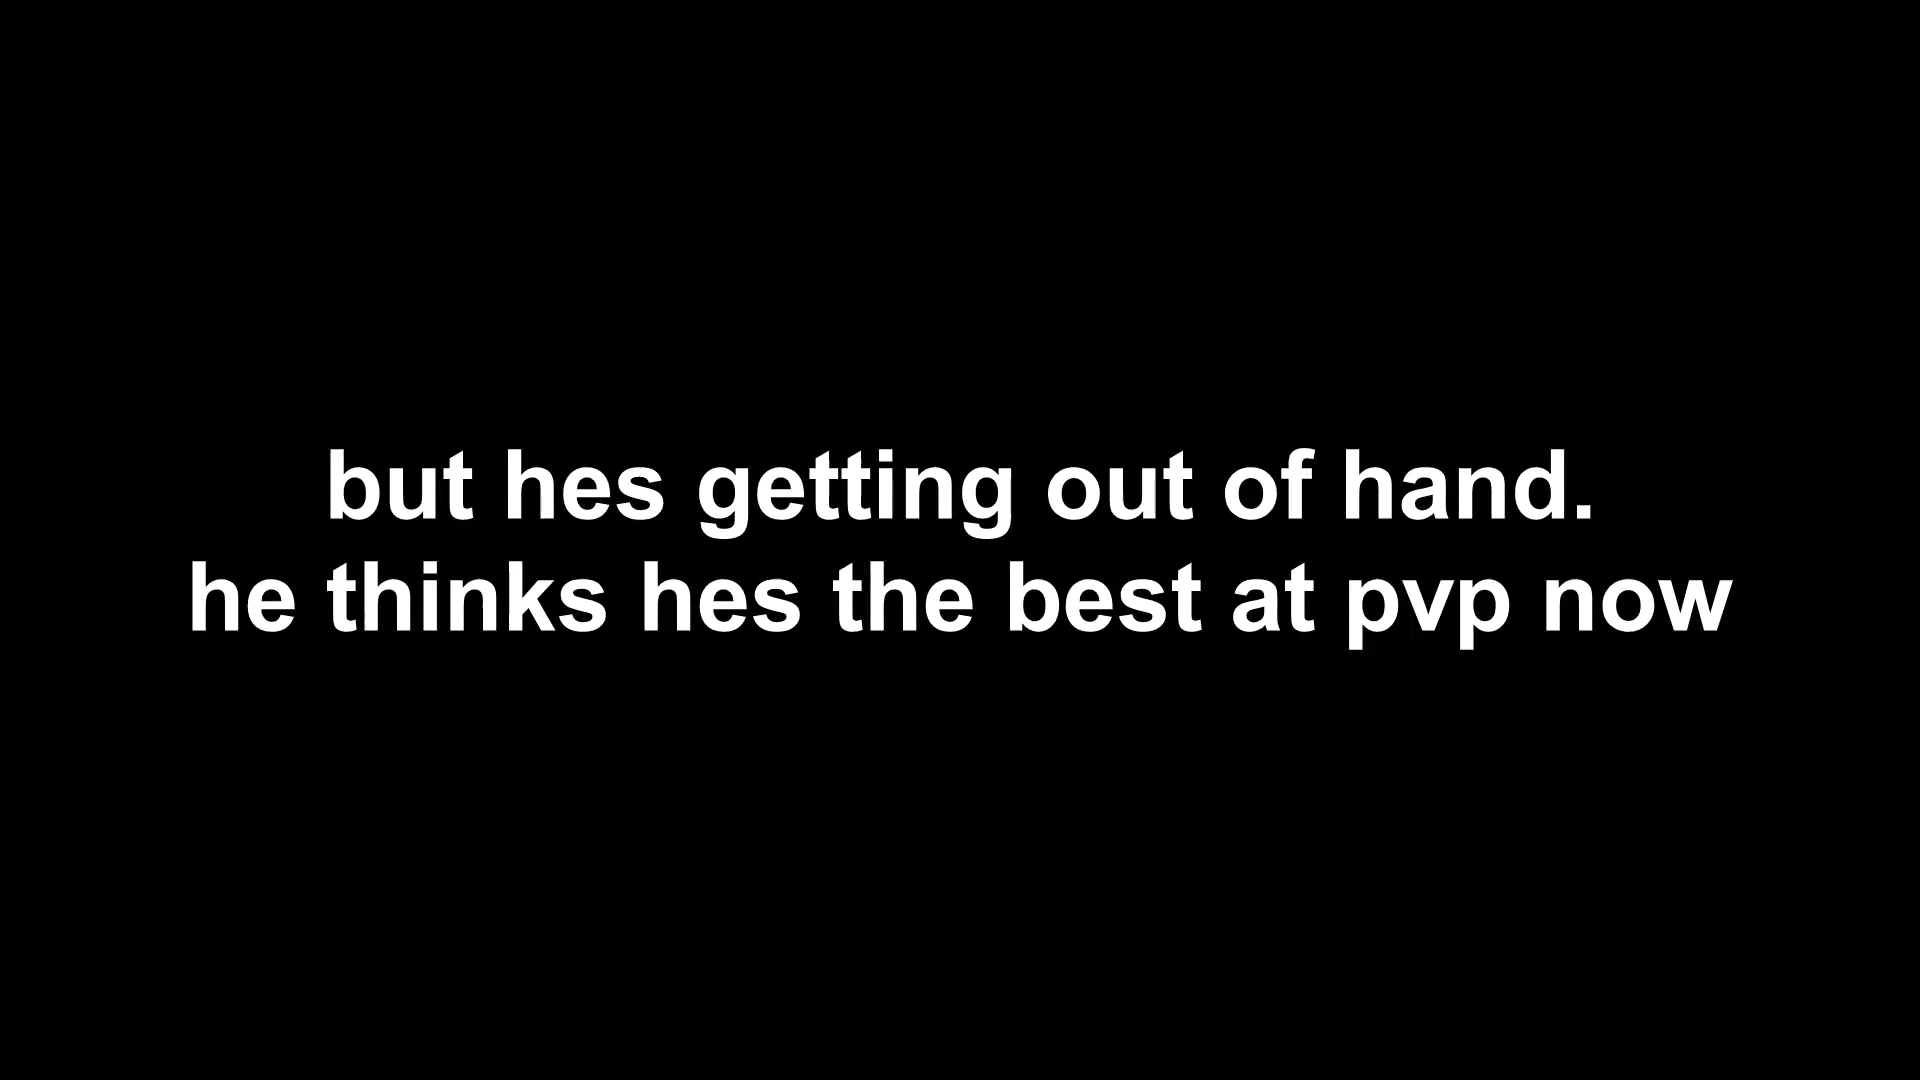 but hes getting out of hand.
he thinks hes the best at pvp now